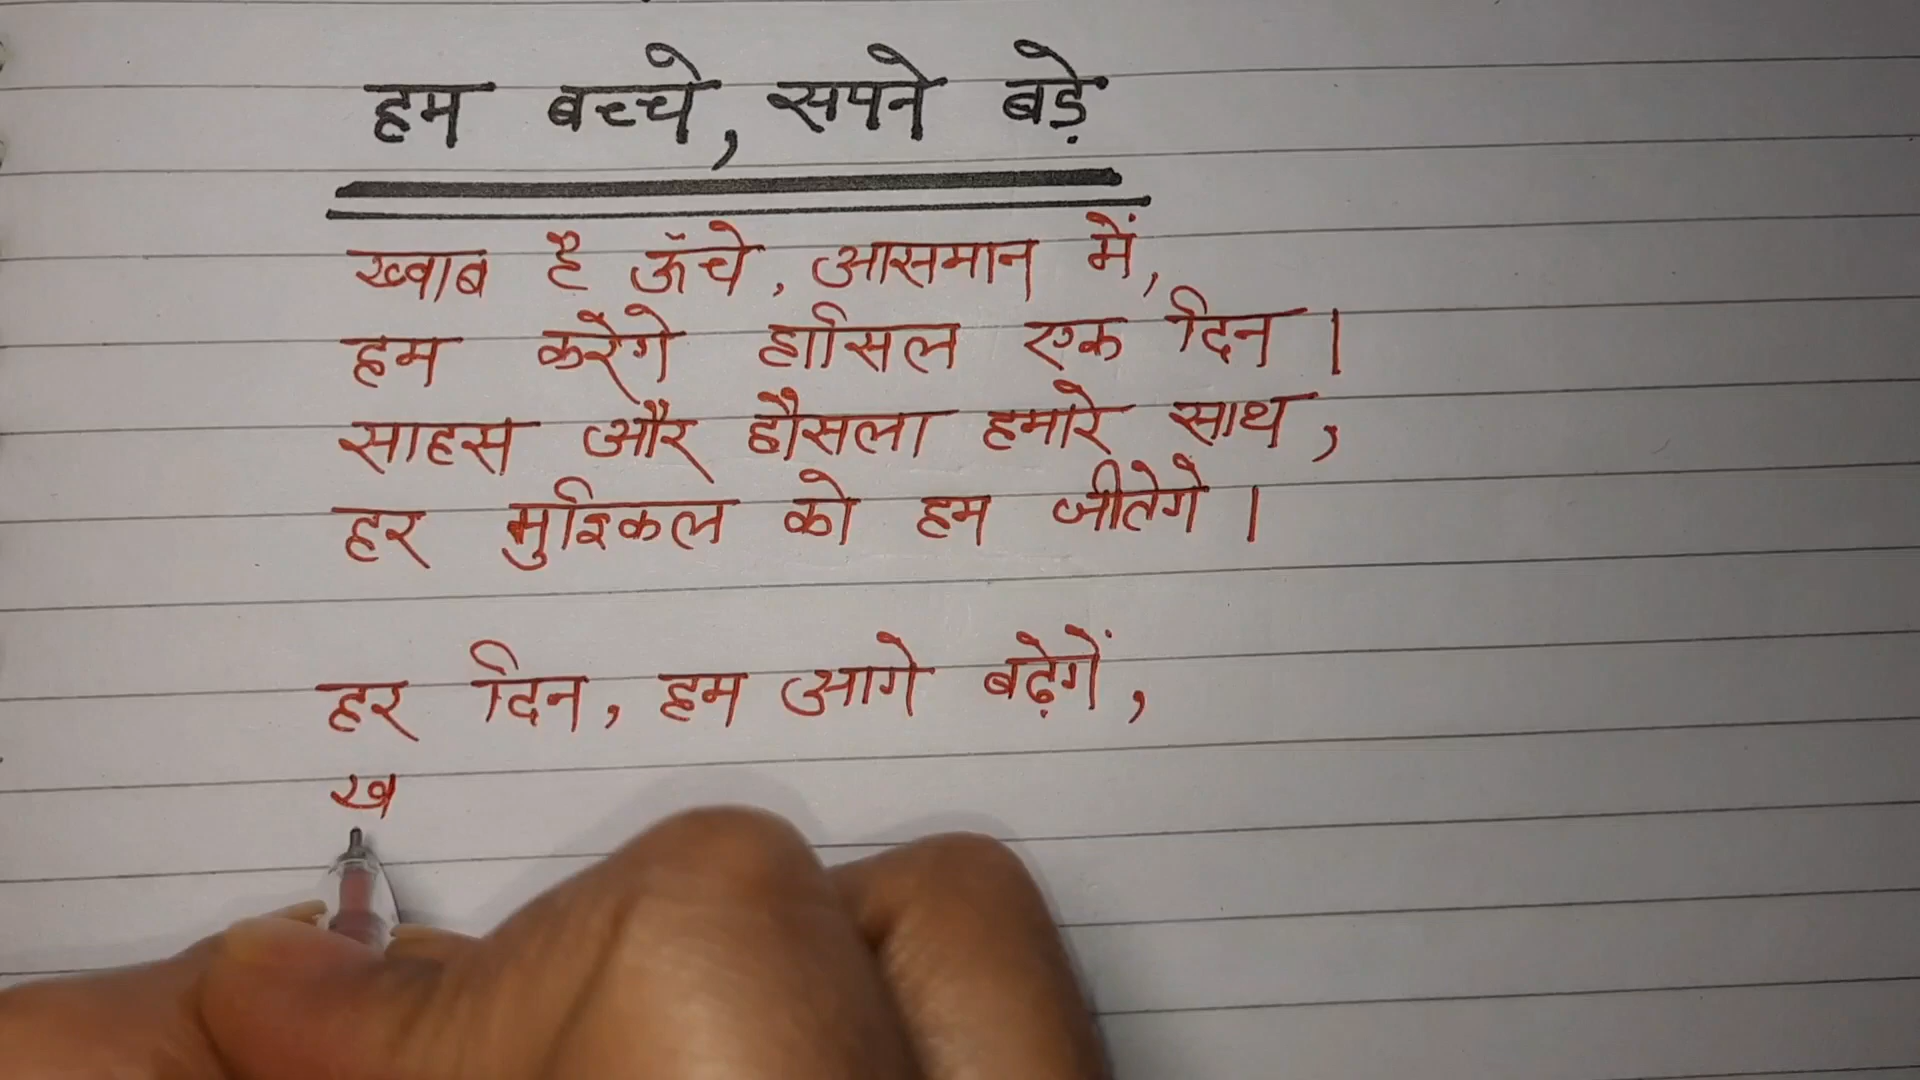 हम बच्चे, सपने बड़े
ख्वाब है ऊँचे, आसमान में,
हम करेंगे हासिल एक दिन।
साहस और हौसला हमारे साथ,
हर मुश्किल को हम जीतेगे।
हर दिन, हम आगे बढ़ेगें,
ख